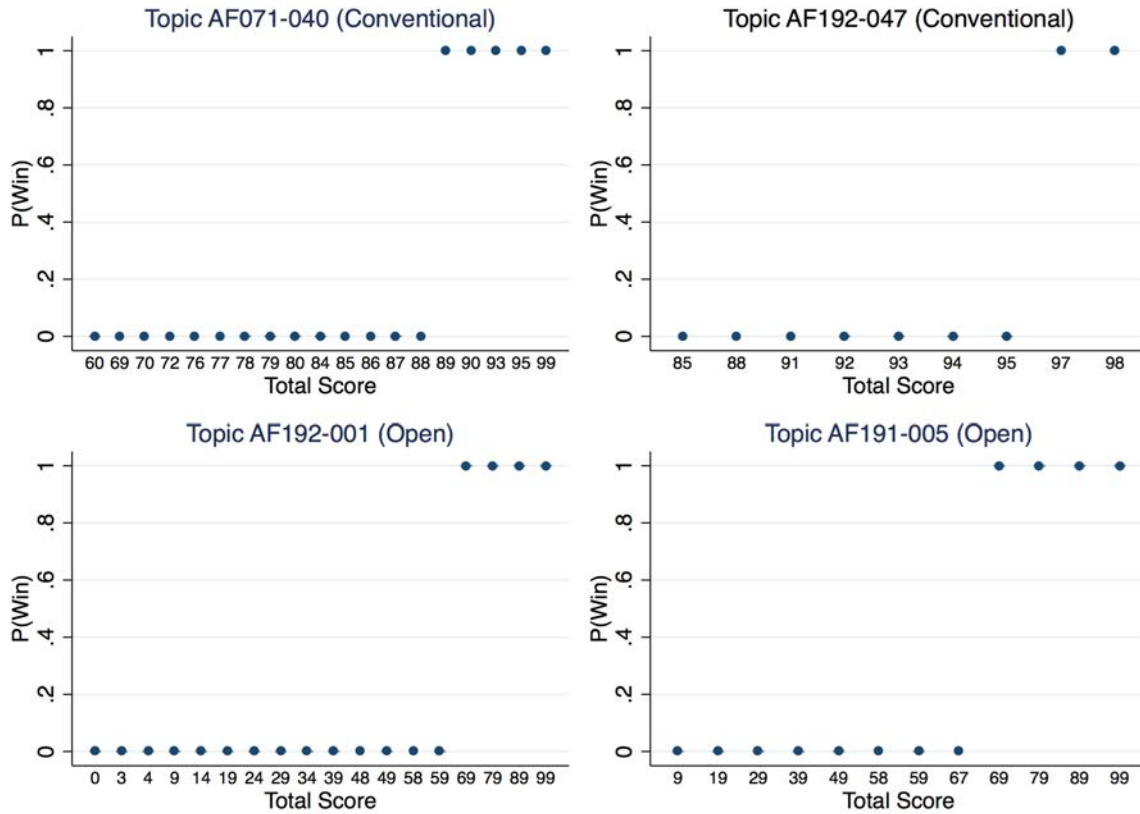 Topic AF071-040 (Conventional)
P(Win)
1
.8
.6
.4
.2
0
60 69 70 72 76 77 78 79 80 84 85 86 87 88 89 90 93 95 99
Total Score
Topic AF192-047 (Conventional)
P(Win)
1
.8
.6
.4
.2
0
85 88 91 92 93 94 95 97 98
Total Score
Topic AF192-001 (Open)
P(Win)
1
.8
.6
.4
.2
0
0 3 4 9 14 19 24 29 34 39 48 49 58 59 69 79 89 99
Total Score
Topic AF191-005 (Open)
P(Win)
1
.8
.6
.4
.2
0
9 19 29 39 49 58 59 67 69 79 89 99
Total Score